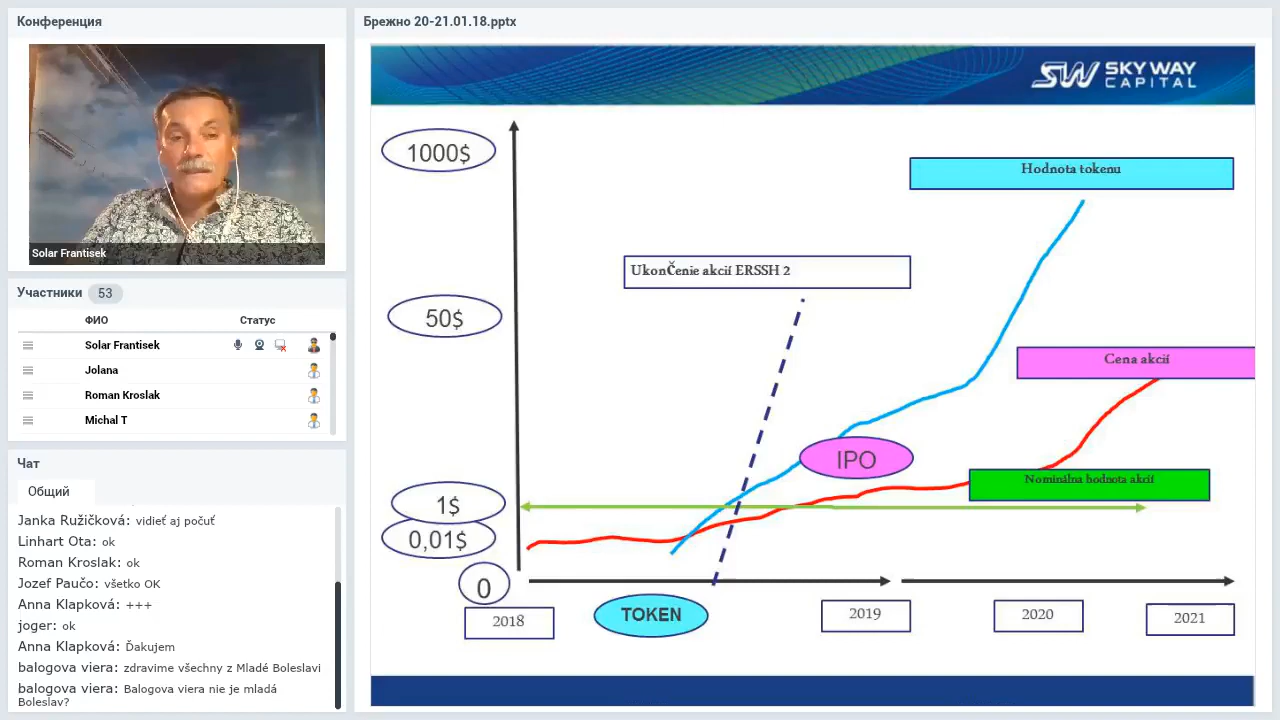 Конференция
Solar Frantisek
Участники 53
ФИО Статус
Solar Frantisek
Jolana
Roman Kroslak
Michal T
Чат
Общий
Janka Ružičková: vidieť aj počuť
Linhart Ota: ok
Roman Kroslak: ok
Jozef Paučo: všetko OK
Anna Klapková: +++
joger: ok
Anna Klapková: Ďakujem
balogova viera: zdravime všechny z Mladé Boleslavi
balogova viera: Balogova viera nie je mladá
Boleslav?
Брежно 20-21.01.18.pptx
SW SKY WAY
CAPITAL
1000$
Hodnota tokenu
UkonČenie akcií ERSSH 2
50$
Cena akcií
IPO
Nominálna hodnota akcií
1$
0,01$
0
2018
TOKEN
2019
2020
2021